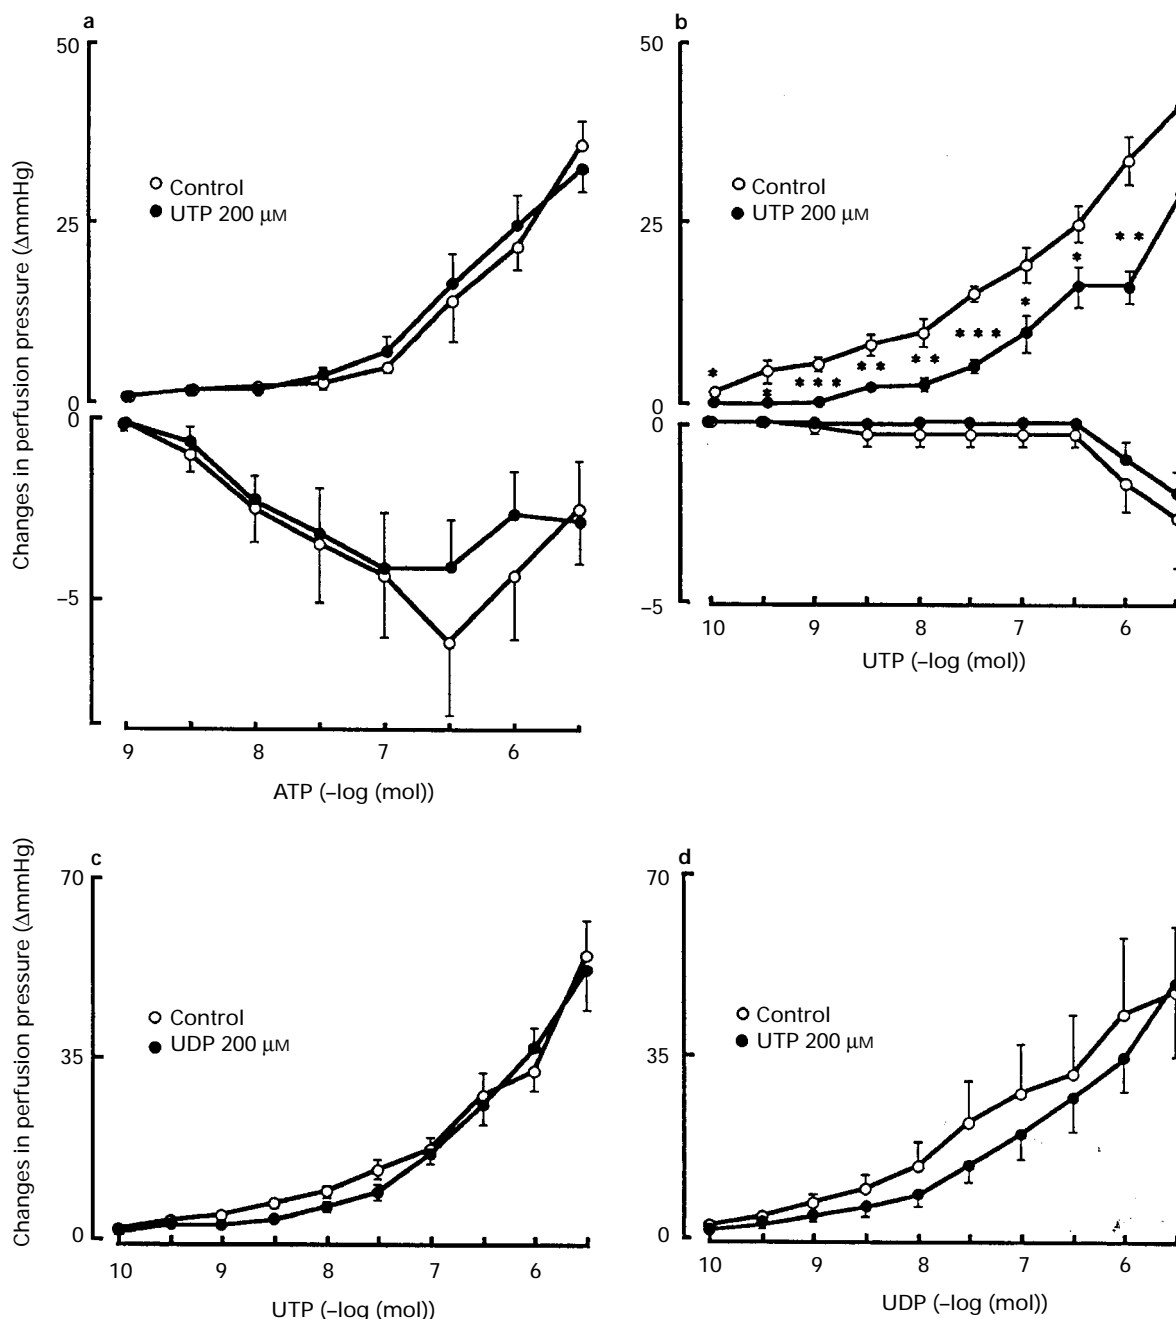 a
50
25
0
0
–5
Changes in perfusion pressure (ΔmmHg)
Control
UTP 200 μM
9 8 7 6
ATP (–log (mol))
b
50
25
0
0
–5
Control
UTP 200 μM
*
*
* * *
* *
* *
* * *
*
*
* *
10 9 8 7 6
UTP (–log (mol))
c
70
35
0
Changes in perfusion pressure (ΔmmHg)
Control
UDP 200 μM
10 9 8 7 6
UTP (–log (mol))
d
70
35
0
Control
UTP 200 μM
10 9 8 7 6
UDP (–log (mol))